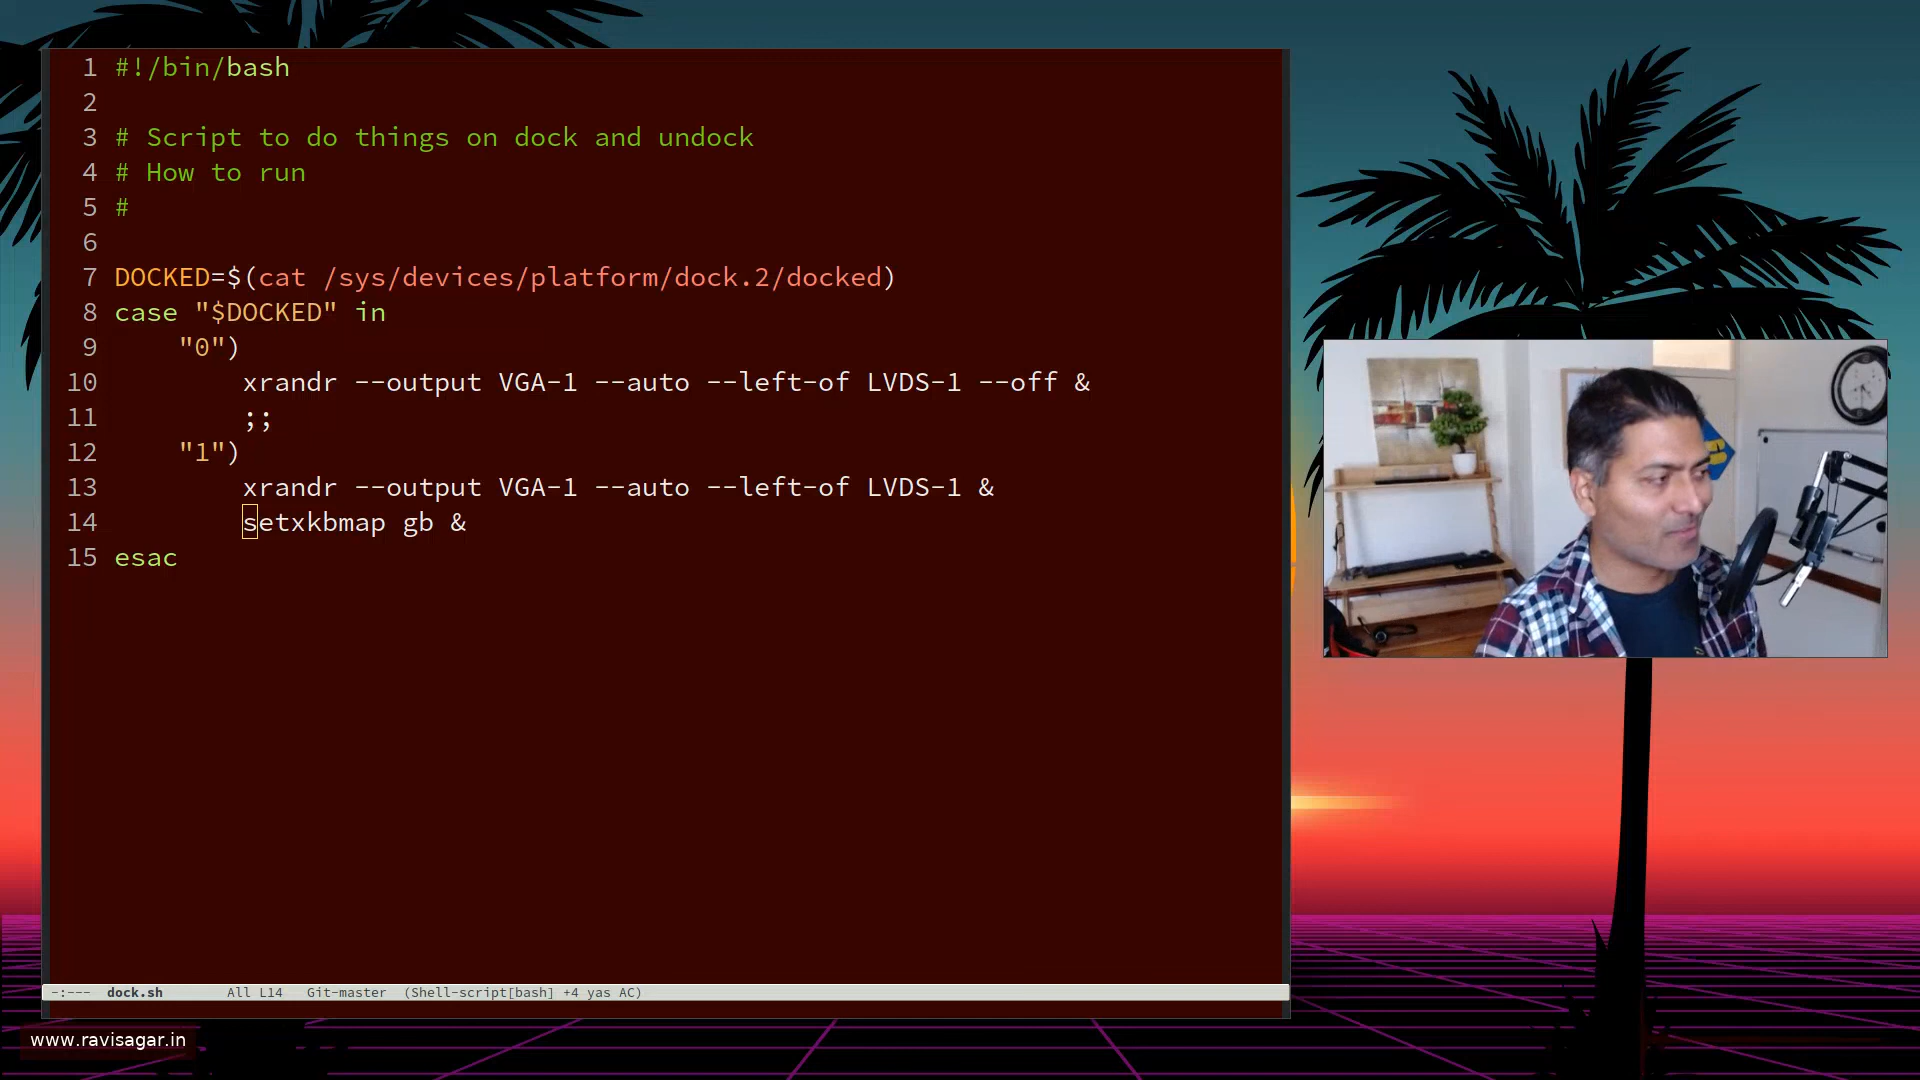 1 #!/bin/bash
2
3 # Script to do things on dock and undock
4 # How to run
5 #
6
7 DOCKED=$(cat /sys/devices/platform/dock.2/docked)
8 case "$DOCKED" in
9     "0")
10         xrandr --output VGA-1 --auto --left-of LVDS-1 --off &
11         ;;
12     "1")
13         xrandr --output VGA-1 --auto --left-of LVDS-1 &
14         setxkbmap gb &
15 esac
-:---  dock.sh        All L14   Git-master  (Shell-script[bash] +4 yas AC)
www.ravisagar.in